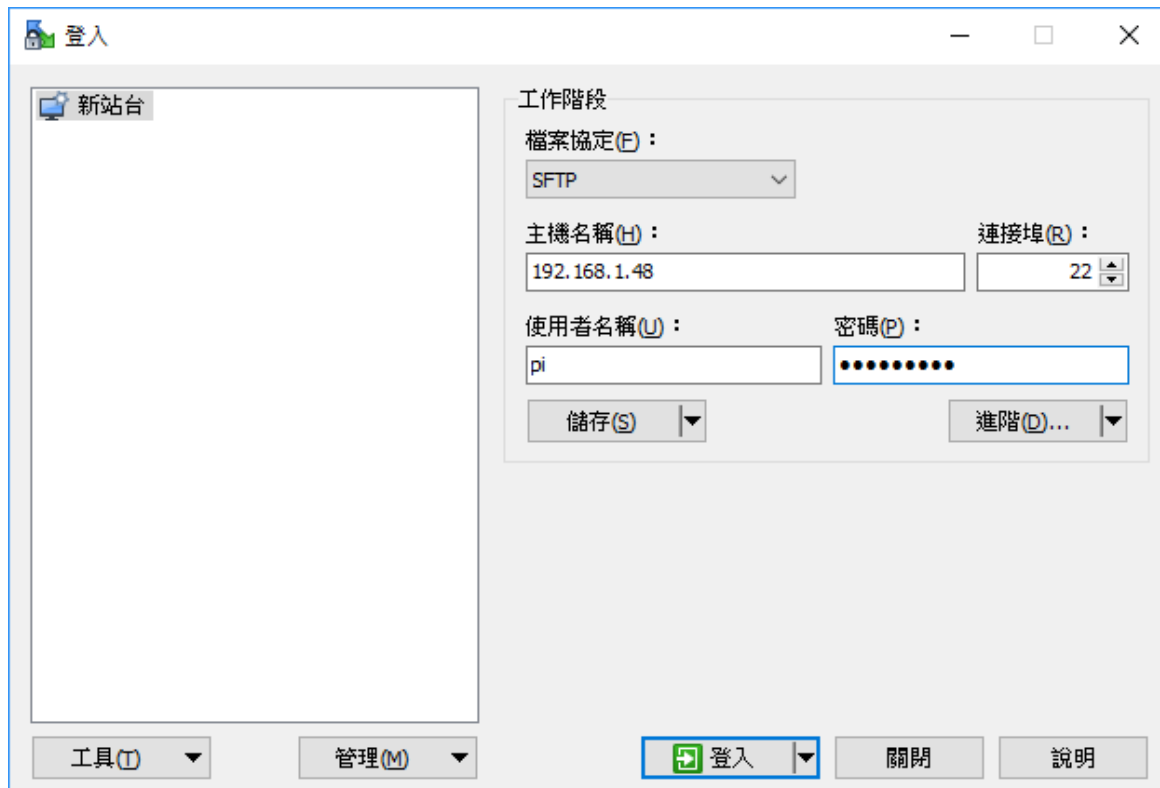 登入
新站台
工作階段
檔案協定(F)：
SFTP
主機名稱(H)：
連接埠(R)：
192.168.1.48
22
使用者名稱(U)：
密碼(P)：
pi
●●●●●●●●●
儲存(S)
進階(D)...
工具(T)
管理(M)
登入
關閉
說明